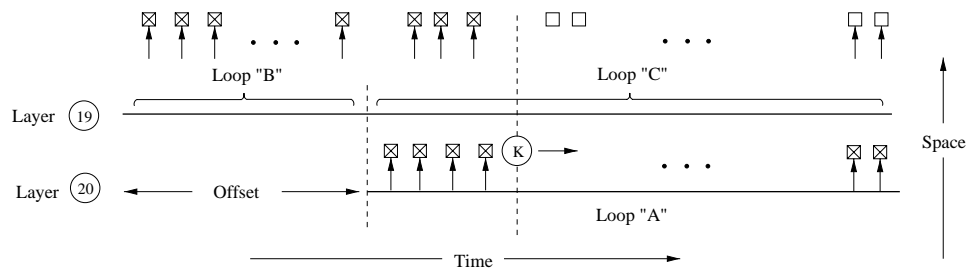 Loop "B"
Loop "C"
Layer 19
Space
K
Layer 20
Offset
Loop "A"
Time